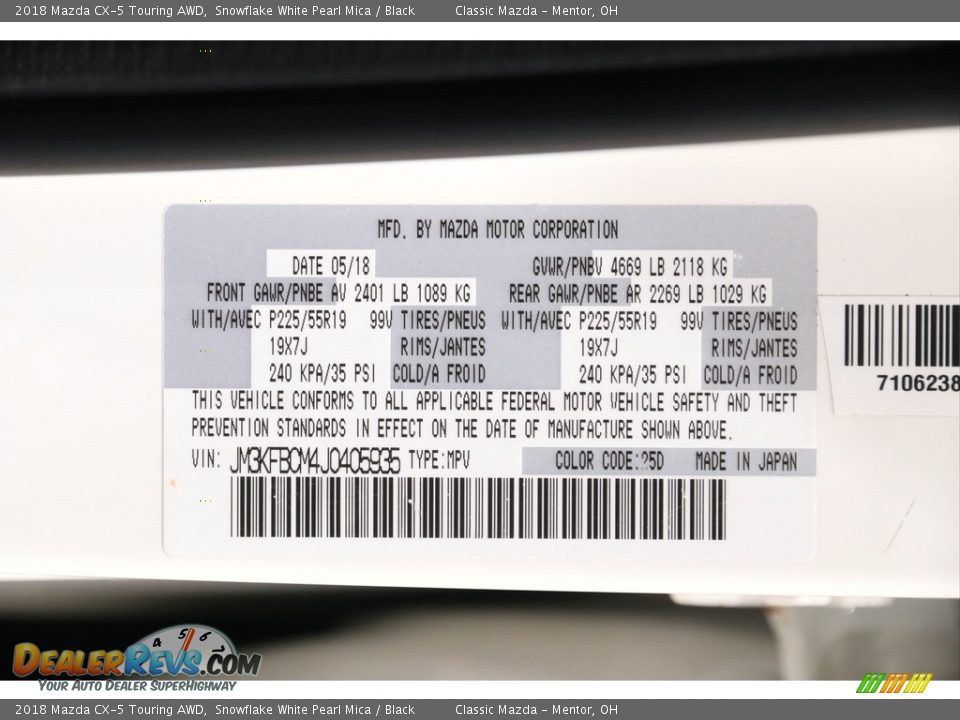 2018 Mazda CX-5 Touring AWD, Snowflake White Pearl Mica / Black Classic Mazda - Mentor, OH
MFD. BY MAZDA MOTOR CORPORATION
DATE 05/18 GVWR/PNBV 4669 LB 2118 KG
FRONT GAWR/PNBE AV 2401 LB 1089 KG REAR GAWR/PNBE AR 2269 LB 1029 KG
WITH/AVEC P225/55R19 99V TIRES/PNEUS WITH/AVEC P225/55R19 99V TIRES/PNEUS
19X7J RIMS/JANTES 19X7J RIMS/JANTES
240 KPA/35 PSI COLD/A FROID 240 KPA/35 PSI COLD/A FROID
THIS VEHICLE CONFORMS TO ALL APPLICABLE FEDERAL MOTOR VEHICLE SAFETY AND THEFT
PREVENTION STANDARDS IN EFFECT ON THE DATE OF MANUFACTURE SHOWN ABOVE.
VIN: JM3KFBCM4J0405935 TYPE:MPV COLOR CODE:25D MADE IN JAPAN
7106238
4 5 6
DEALERREVS.COM
YOUR AUTO DEALER SUPERHIGHWAY
2018 Mazda CX-5 Touring AWD, Snowflake White Pearl Mica / Black Classic Mazda - Mentor, OH